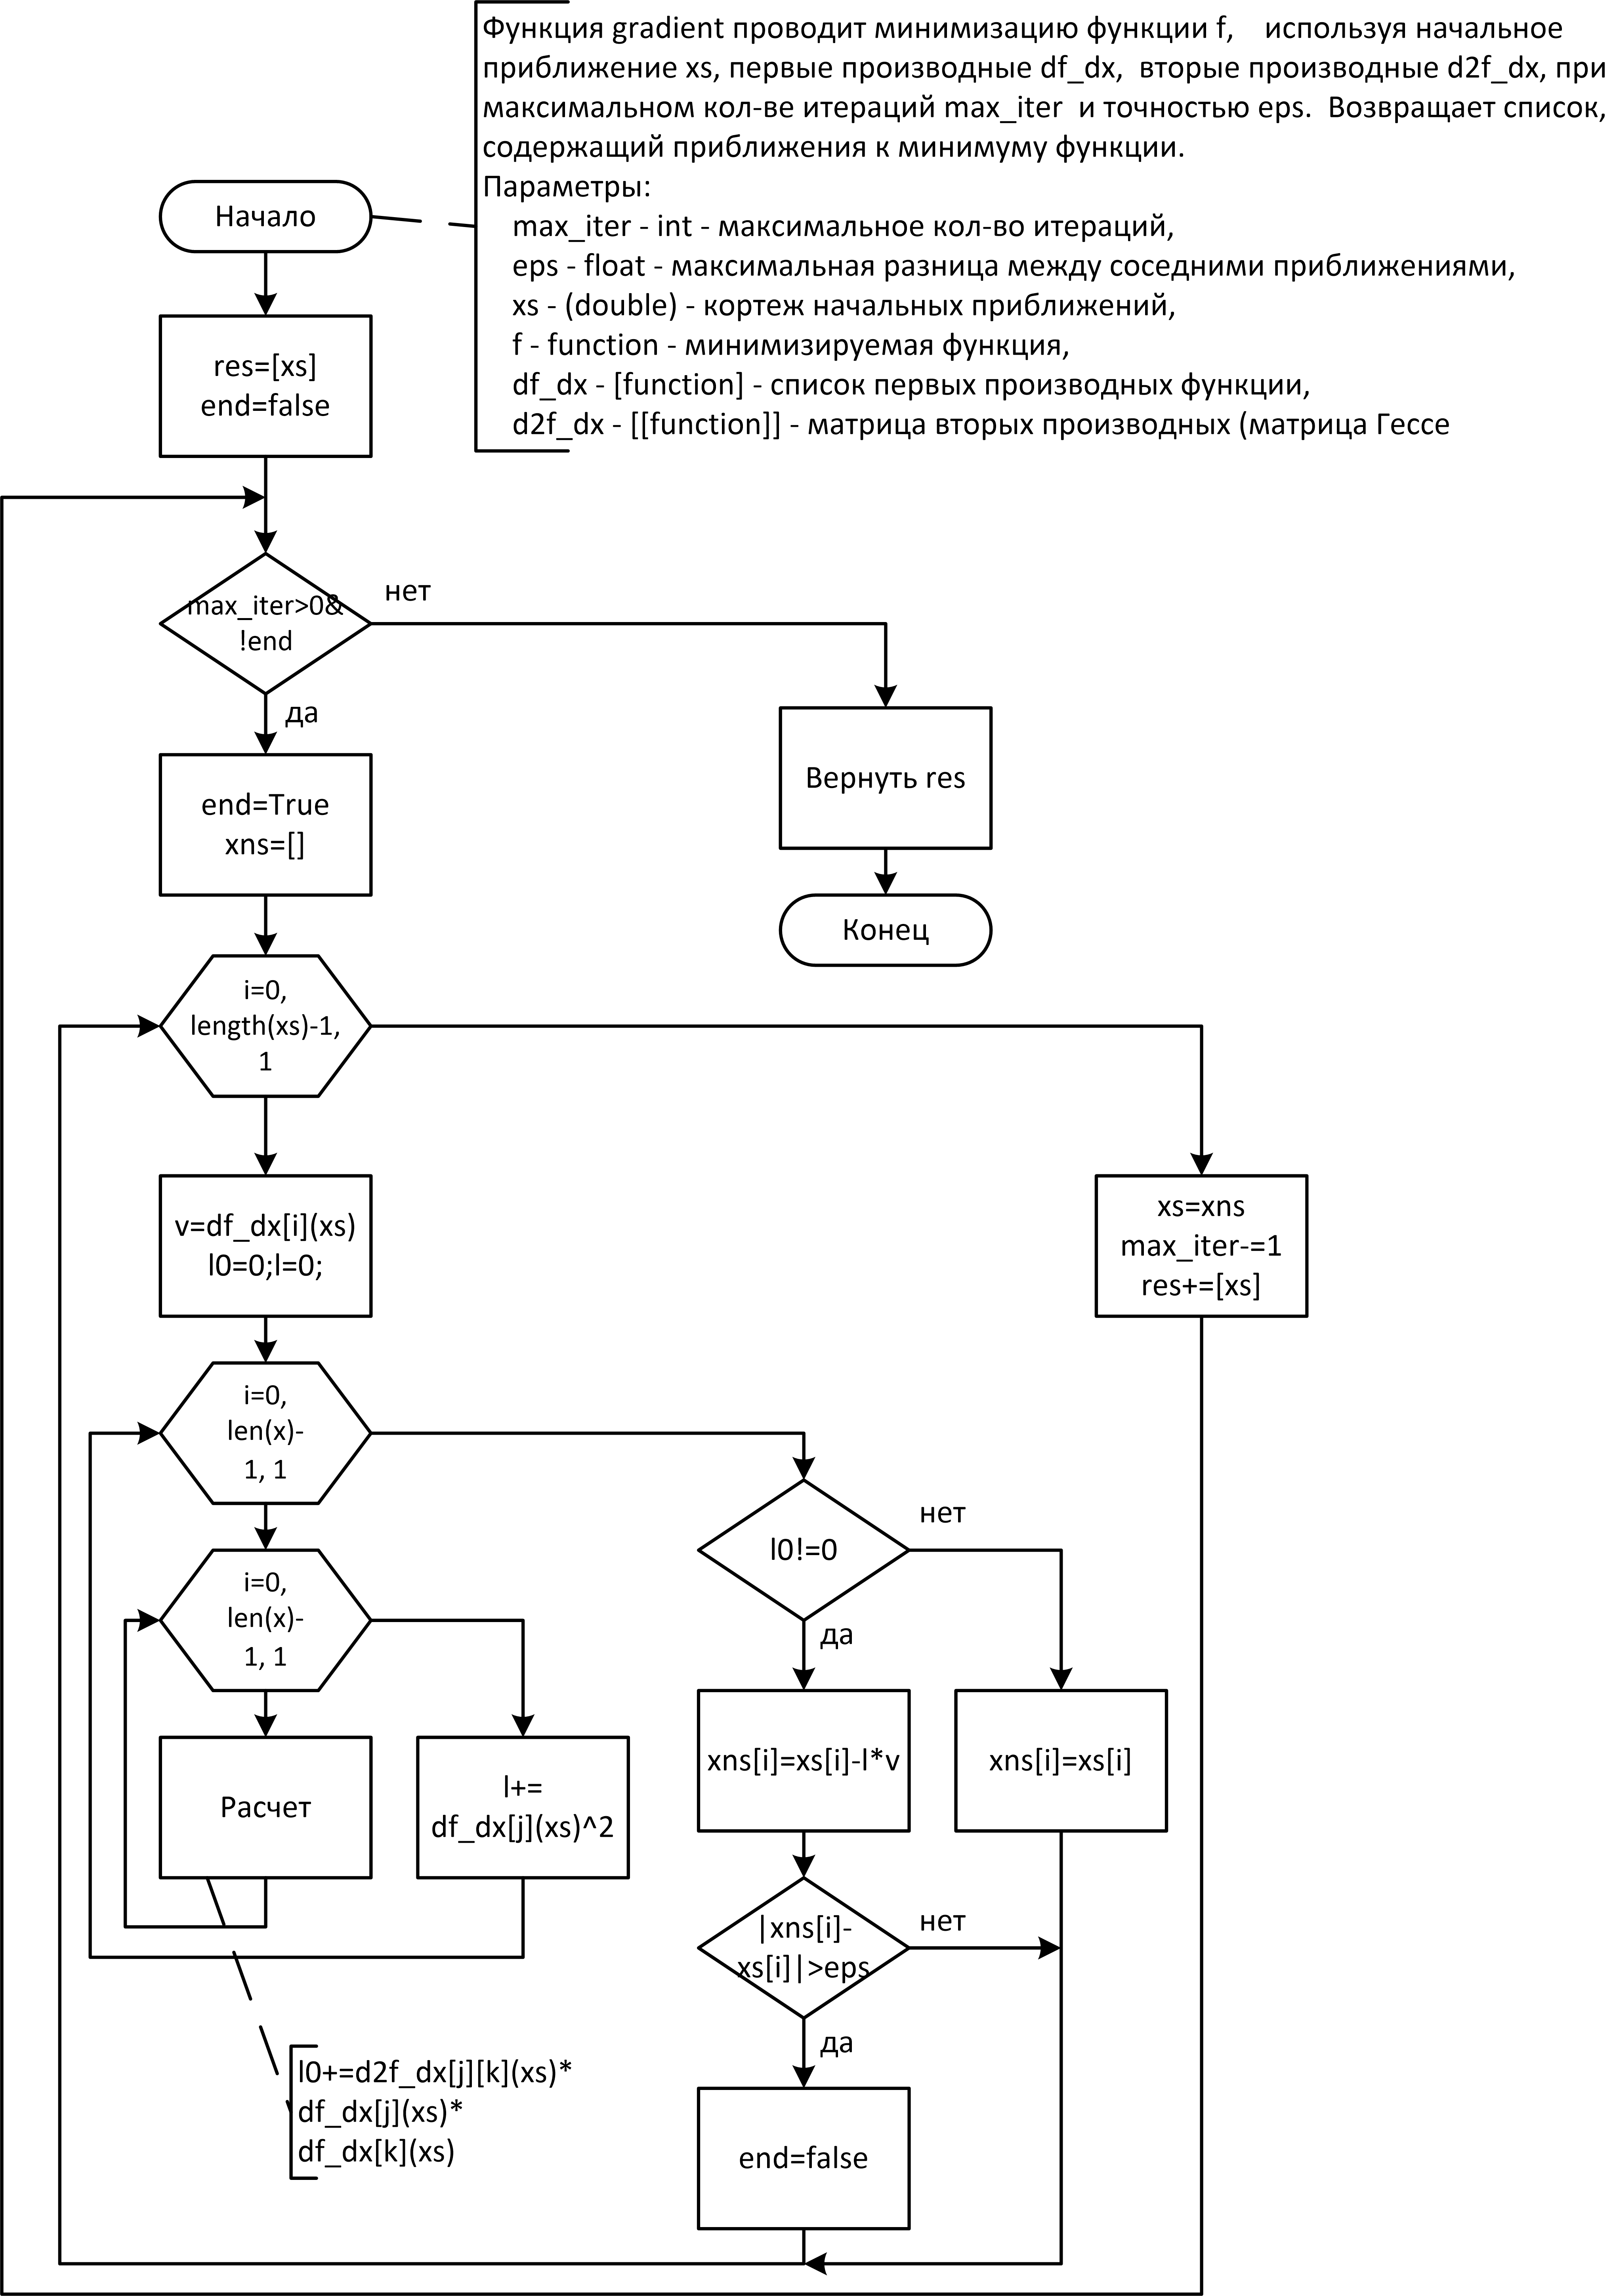 Функция gradient проводит минимизацию функции f, используя начальное
приближение xs, первые производные df_dx, вторые производные d2f_dx, при
максимальном кол-ве итераций max_iter и точностью eps. Возвращает список,
содержащий приближения к минимуму функции.
Параметры:
max_iter - int - максимальное кол-во итераций,
eps - float - максимальная разница между соседними приближениями,
xs - (double) - кортеж начальных приближений,
f - function - минимизируемая функция,
df_dx - [function] - список первых производных функции,
d2f_dx - [[function]] - матрица вторых производных (матрица Гессе
Начало
res=[xs]
end=false
max_iter>0&
!end
нет
да
Вернуть res
Конец
end=True
xns=[]
i=0,
length(xs)-1,
1
v=df_dx[i](xs)
l0=0;l=0;
xs=xns
max_iter-=1
res+=[xs]
i=0,
len(x)-
1, 1
l0!=0
нет
да
i=0,
len(x)-
1, 1
Расчет
l+=
df_dx[j](xs)^2
xns[i]=xs[i]-l*v
xns[i]=xs[i]
|xns[i]-
xs[i]|>eps
нет
да
l0+=d2f_dx[j][k](xs)*
df_dx[j](xs)*
df_dx[k](xs)
end=false